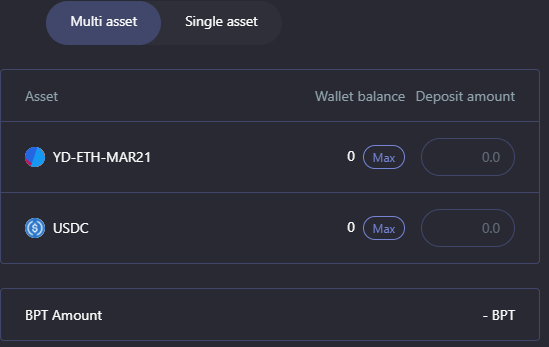 Multi asset Single asset
Asset Wallet balance Deposit amount
YD-ETH-MAR21 0 Max 0.0
USDC 0 Max 0.0
BPT Amount - BPT